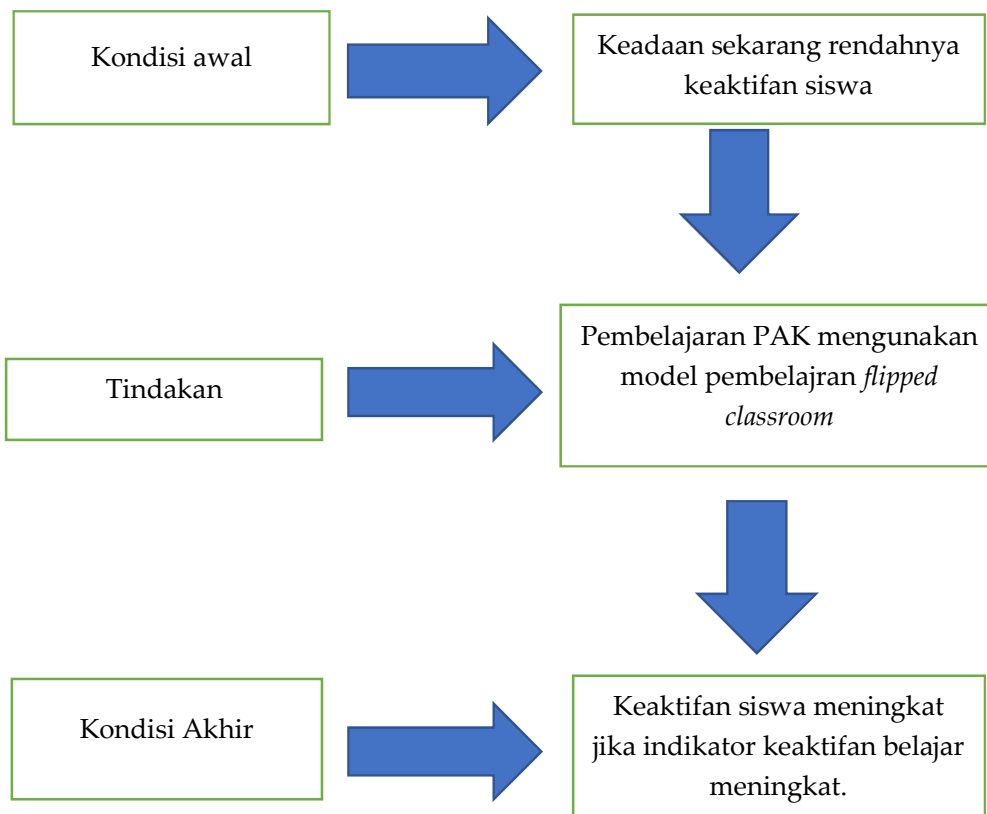 Kondisi awal
Keadaan sekarang rendahnya
keaktifan siswa
Tindakan
Pembelajaran PAK mengunakan
model pembelajran flipped
classroom
Kondisi Akhir
Keaktifan siswa meningkat
jika indikator keaktifan belajar
meningkat.